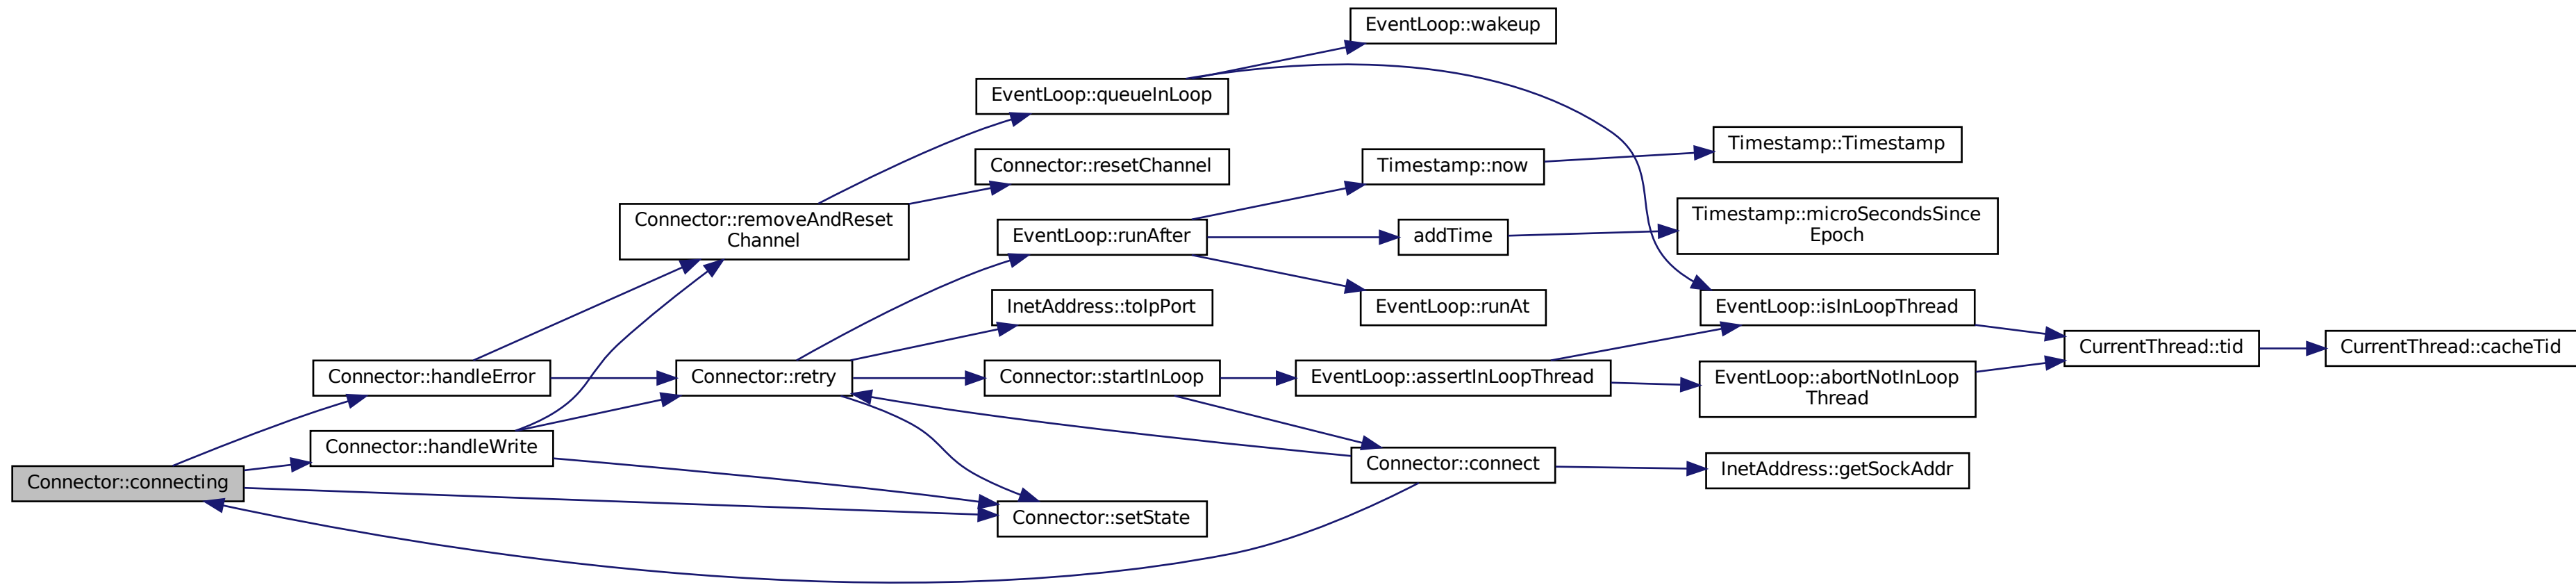 EventLoop::wakeup
EventLoop::queueInLoop
Timestamp::Timestamp
Connector::resetChannel
Timestamp::now
Connector::removeAndReset
Channel
Timestamp::microSecondsSince
Epoch
EventLoop::runAfter
addTime
InetAddress::toIpPort
EventLoop::runAt
EventLoop::isInLoopThread
CurrentThread::tid
CurrentThread::cacheTid
Connector::handleError
Connector::retry
Connector::startInLoop
EventLoop::assertInLoopThread
EventLoop::abortNotInLoop
Thread
Connector::handleWrite
Connector::connect
InetAddress::getSockAddr
Connector::connecting
Connector::setState